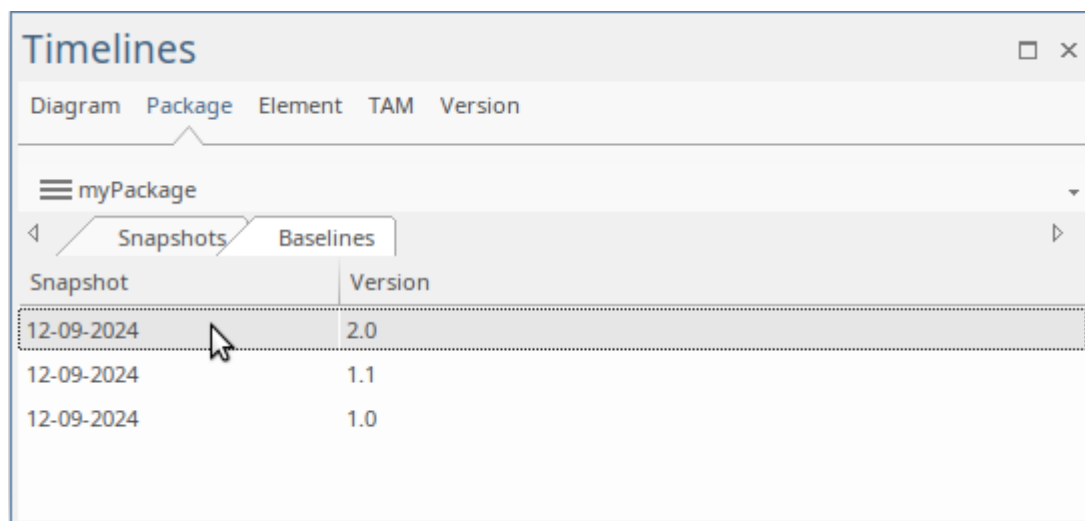 Timelines
Diagram Package Element TAM Version
myPackage
Snapshots Baselines
Snapshot Version
12-09-2024 2.0
12-09-2024 1.1
12-09-2024 1.0